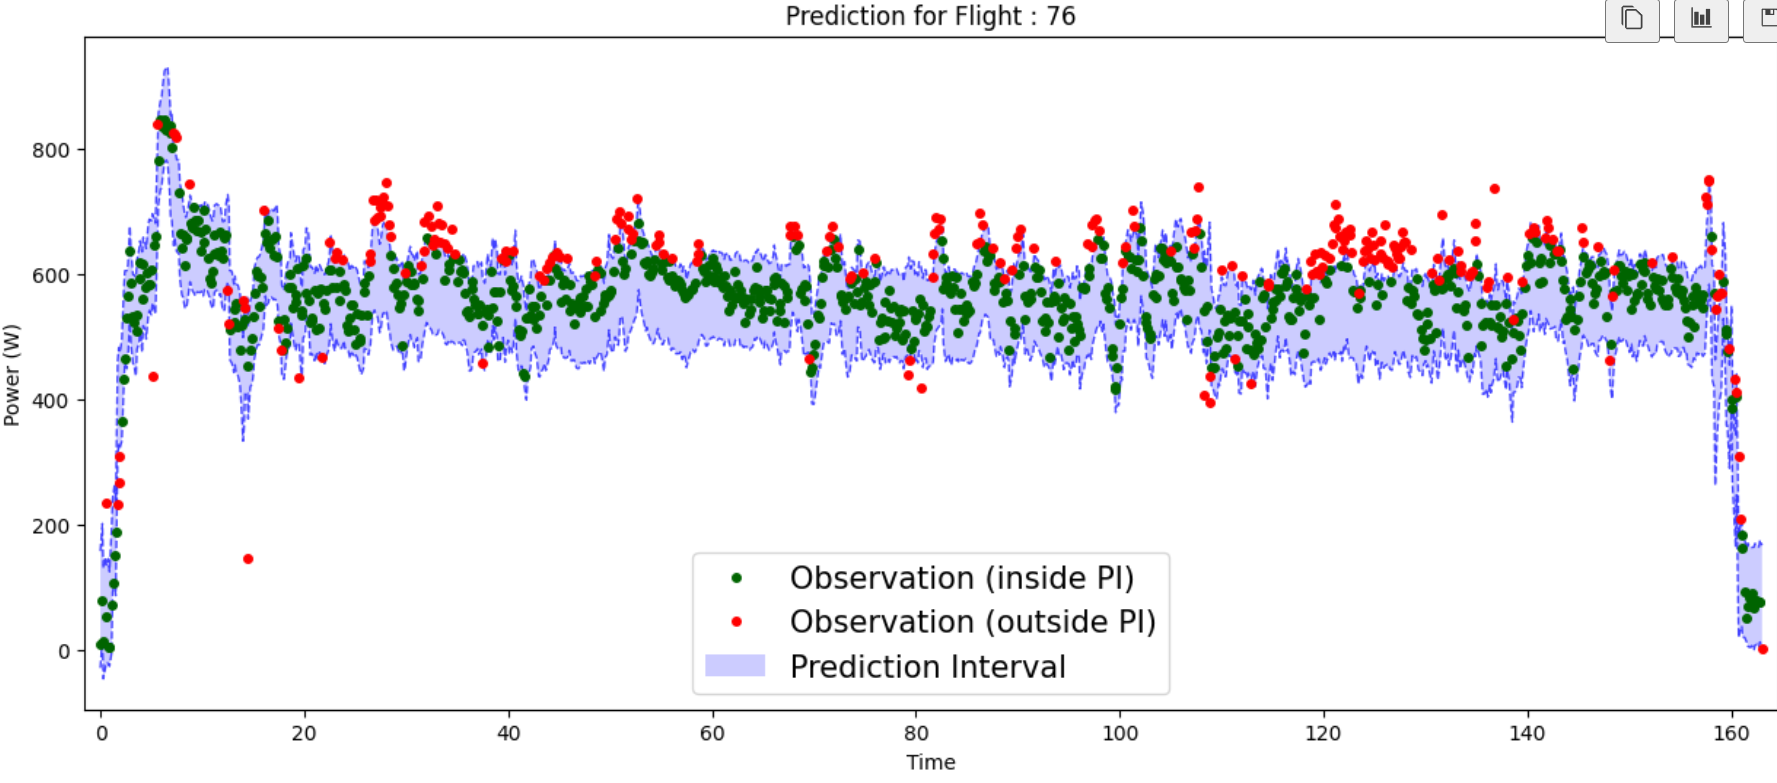 Prediction for Flight : 76
Power (W)
800
600
400
200
0
Observation (inside PI)
Observation (outside PI)
Prediction Interval
0 20 40 60 80 100 120 140 160
Time